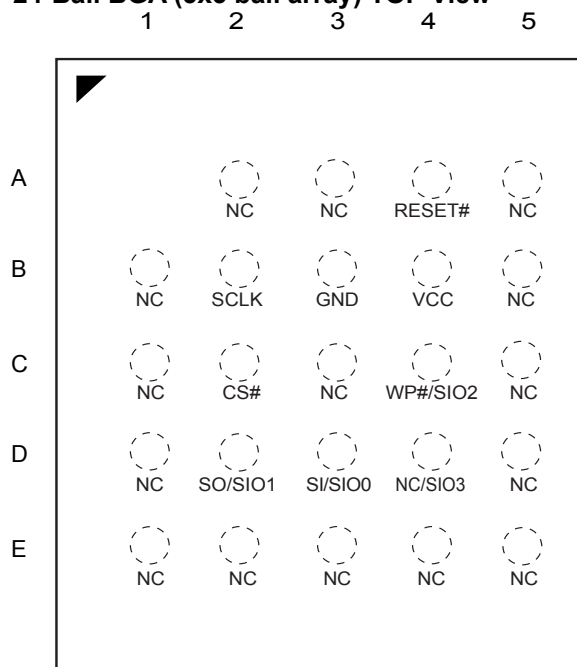 24-Ball BGA (5x5 ball array) TOP View
1 2 3 4 5
A
NC NC RESET# NC
B
NC SCLK GND VCC NC
C
NC CS# NC WP#/SIO2 NC
D
NC SO/SIO1 SI/SIO0 NC/SIO3 NC
E
NC NC NC NC NC